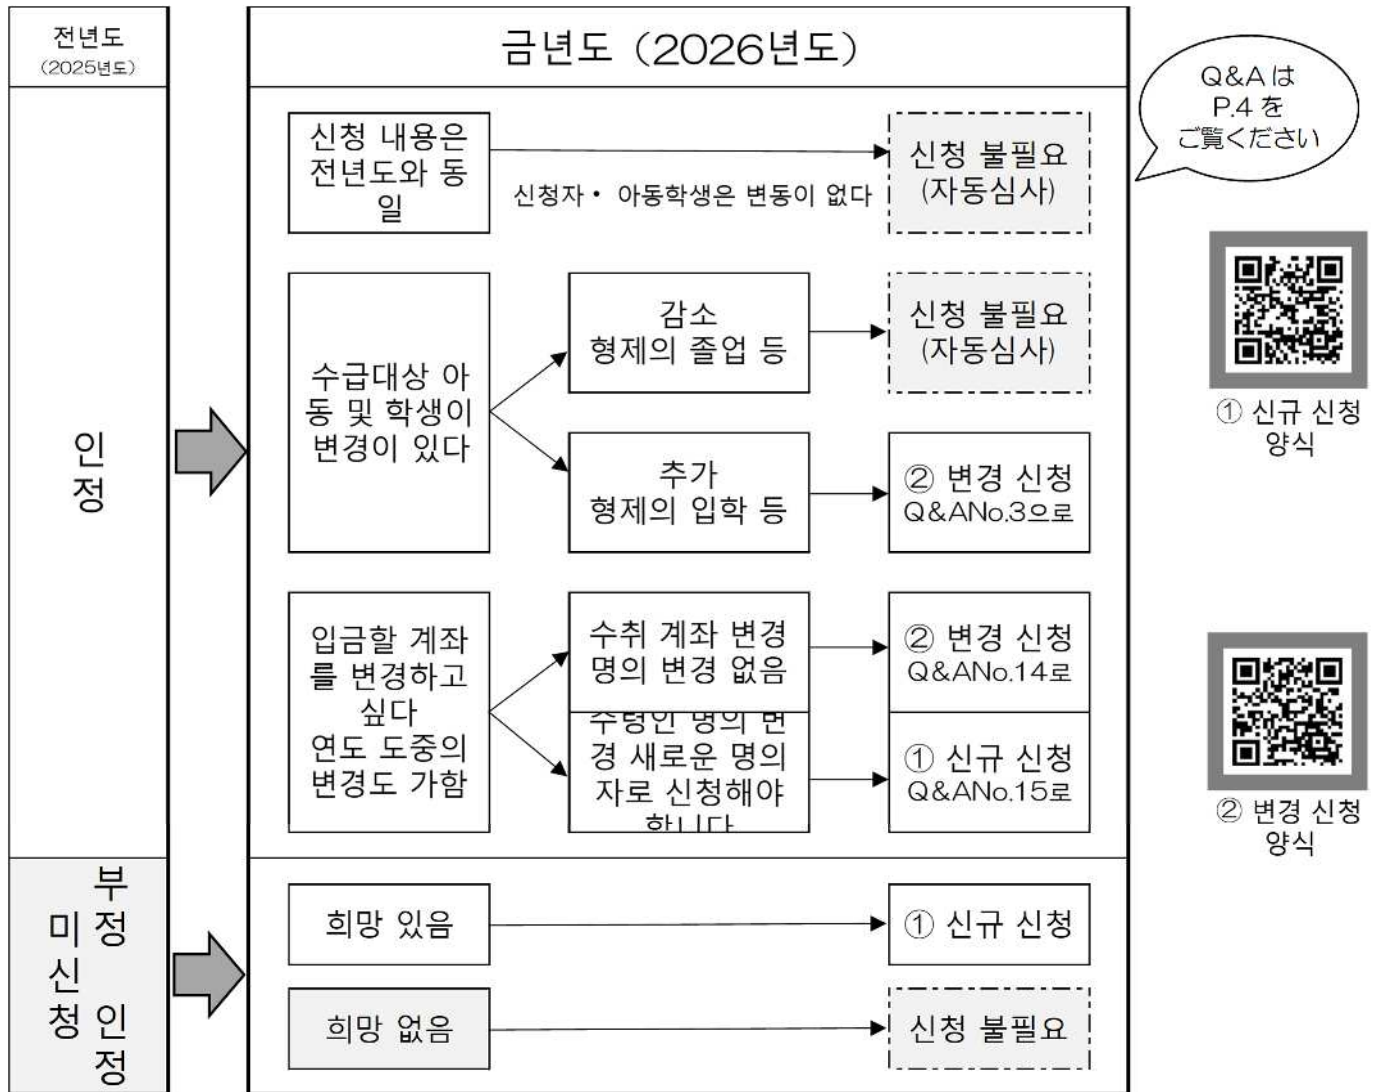 전년도
(2025년도)
금년도 (2026년도)
Q&A は
P.4 を
ご覧ください
인
정
신청 내용은
전년도와 동
일
신청자・ 아동학생은 변동이 없다
신청 불필요
(자동심사)
수급대상 아
동 및 학생이
변경이 있다
감소
형제의 졸업 등
신청 불필요
(자동심사)
추가
형제의 입학 등
② 변경 신청
Q&ANo.3으로
입금할 계좌
를 변경하고
싶다
연도 도중의
변경도 가함
수취 계좌 변경
명의 변경 없음
② 변경 신청
Q&ANo.14로
수령인 명의 변
경 새로운 명의
자로 신청해야
합니다
① 신규 신청
Q&ANo.15로
① 신규 신청
양식
② 변경 신청
양식
부정 인정
미신청
희망 있음
① 신규 신청
희망 없음
신청 불필요